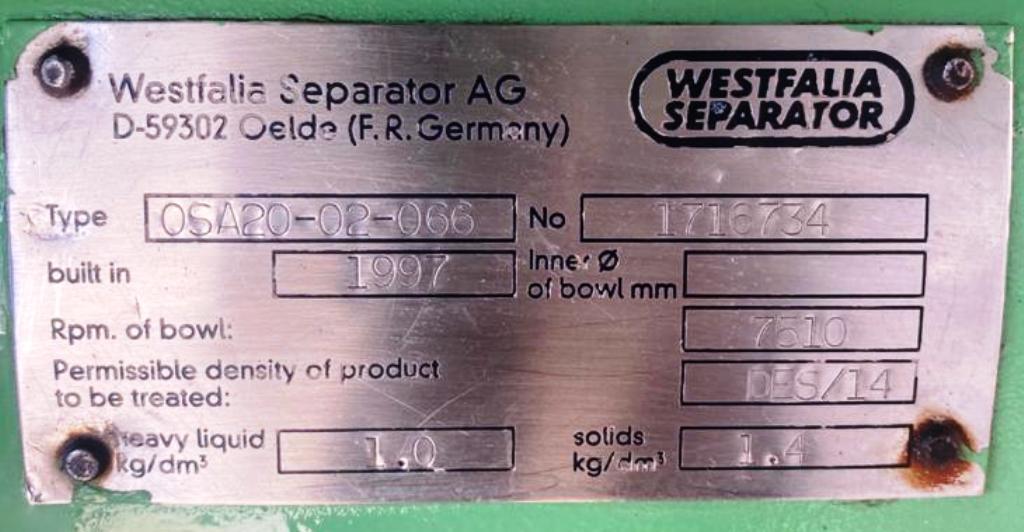 Westfalia Separator AG
D-59302 Oelde (F.R.Germany)
WESTFALIA
SEPARATOR
Type OSA20-02-066 No 1716734
built in 1997 Inner Ø
of bowl mm
Rpm. of bowl: 7510
Permissible density of product
to be treated: DES/14
heavy liquid
kg/dm³ 1.0
solids
kg/dm³ 1.4